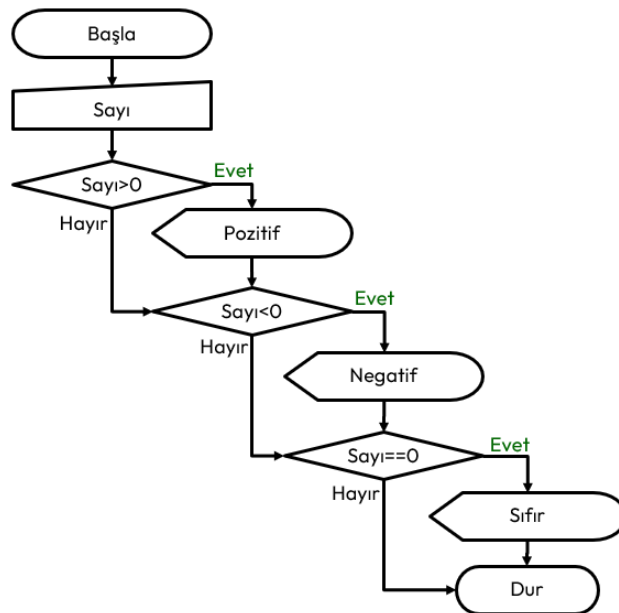 Başla
Sayı
Sayı>0
Evet
Hayır
Pozitif
Sayı<0
Evet
Hayır
Negatif
Sayı==0
Evet
Hayır
Sıfır
Dur